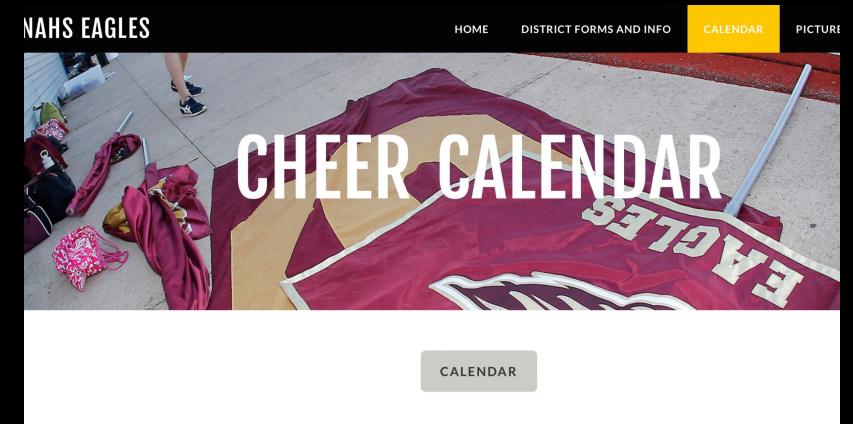 NAHS EAGLES
HOME DISTRICT FORMS AND INFO CALENDAR PICTURE
CHEER CALENDAR
EAGLES
CALENDAR